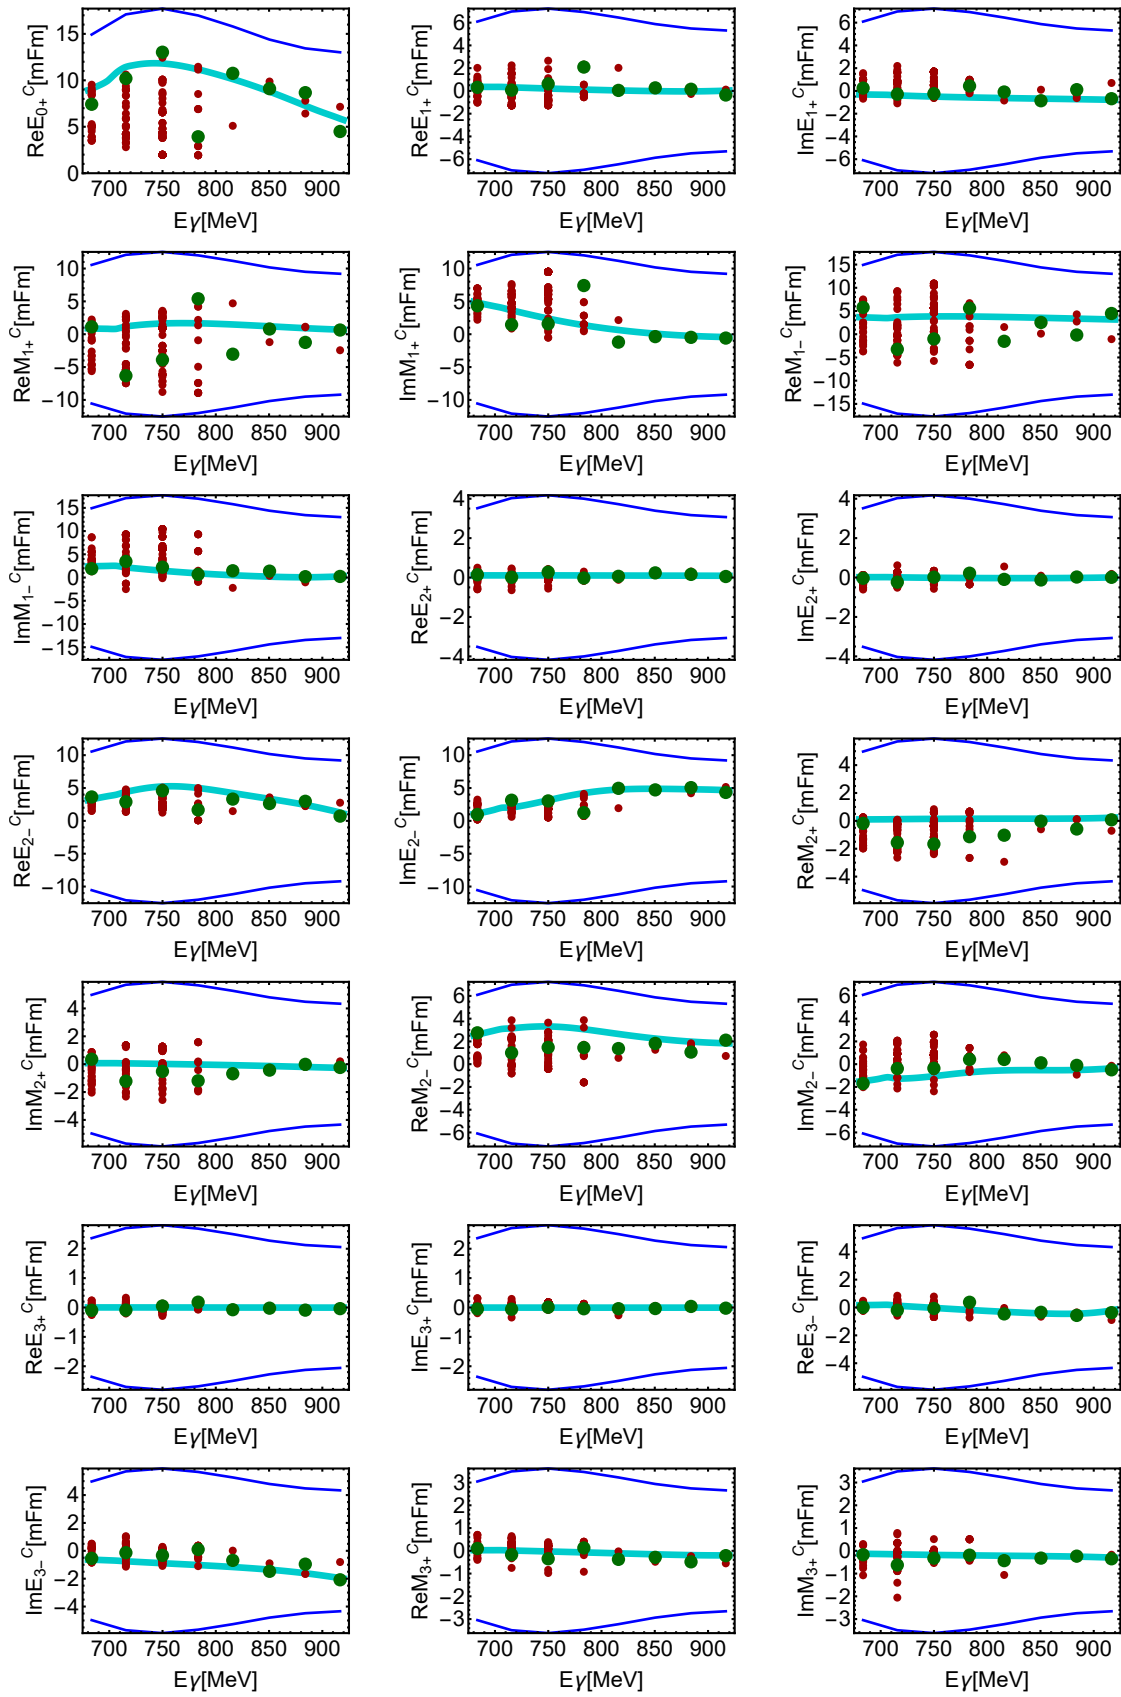 ReE0+ C[mFm]
15
10
5
0
700 750 800 850 900
Eγ[MeV]
ReE1+ C[mFm]
6
4
2
0
−2
−4
−6
700 750 800 850 900
Eγ[MeV]
ImE1+ C[mFm]
6
4
2
0
−2
−4
−6
700 750 800 850 900
Eγ[MeV]
ReM1+ C[mFm]
10
5
0
−5
−10
700 750 800 850 900
Eγ[MeV]
ImM1+ C[mFm]
10
5
0
−5
−10
700 750 800 850 900
Eγ[MeV]
ReM1− C[mFm]
15
10
5
0
−5
−10
−15
700 750 800 850 900
Eγ[MeV]
ImM1− C[mFm]
15
10
5
0
−5
−10
−15
700 750 800 850 900
Eγ[MeV]
ReE2+ C[mFm]
4
2
0
−2
−4
700 750 800 850 900
Eγ[MeV]
ImE2+ C[mFm]
4
2
0
−2
−4
700 750 800 850 900
Eγ[MeV]
ReE2− C[mFm]
10
5
0
−5
−10
700 750 800 850 900
Eγ[MeV]
ImE2− C[mFm]
10
5
0
−5
−10
700 750 800 850 900
Eγ[MeV]
ReM2+ C[mFm]
4
2
0
−2
−4
700 750 800 850 900
Eγ[MeV]
ImM2+ C[mFm]
4
2
0
−2
−4
700 750 800 850 900
Eγ[MeV]
ReM2− C[mFm]
6
4
2
0
−2
−4
−6
700 750 800 850 900
Eγ[MeV]
ImM2− C[mFm]
6
4
2
0
−2
−4
−6
700 750 800 850 900
Eγ[MeV]
ReE3+ C[mFm]
2
1
0
−1
−2
700 750 800 850 900
Eγ[MeV]
ImE3+ C[mFm]
2
1
0
−1
−2
700 750 800 850 900
Eγ[MeV]
ReE3− C[mFm]
4
2
0
−2
−4
700 750 800 850 900
Eγ[MeV]
ImE3− C[mFm]
4
2
0
−2
−4
700 750 800 850 900
Eγ[MeV]
ReM3+ C[mFm]
3
2
1
0
−1
−2
−3
700 750 800 850 900
Eγ[MeV]
ImM3+ C[mFm]
3
2
1
0
−1
−2
−3
700 750 800 850 900
Eγ[MeV]